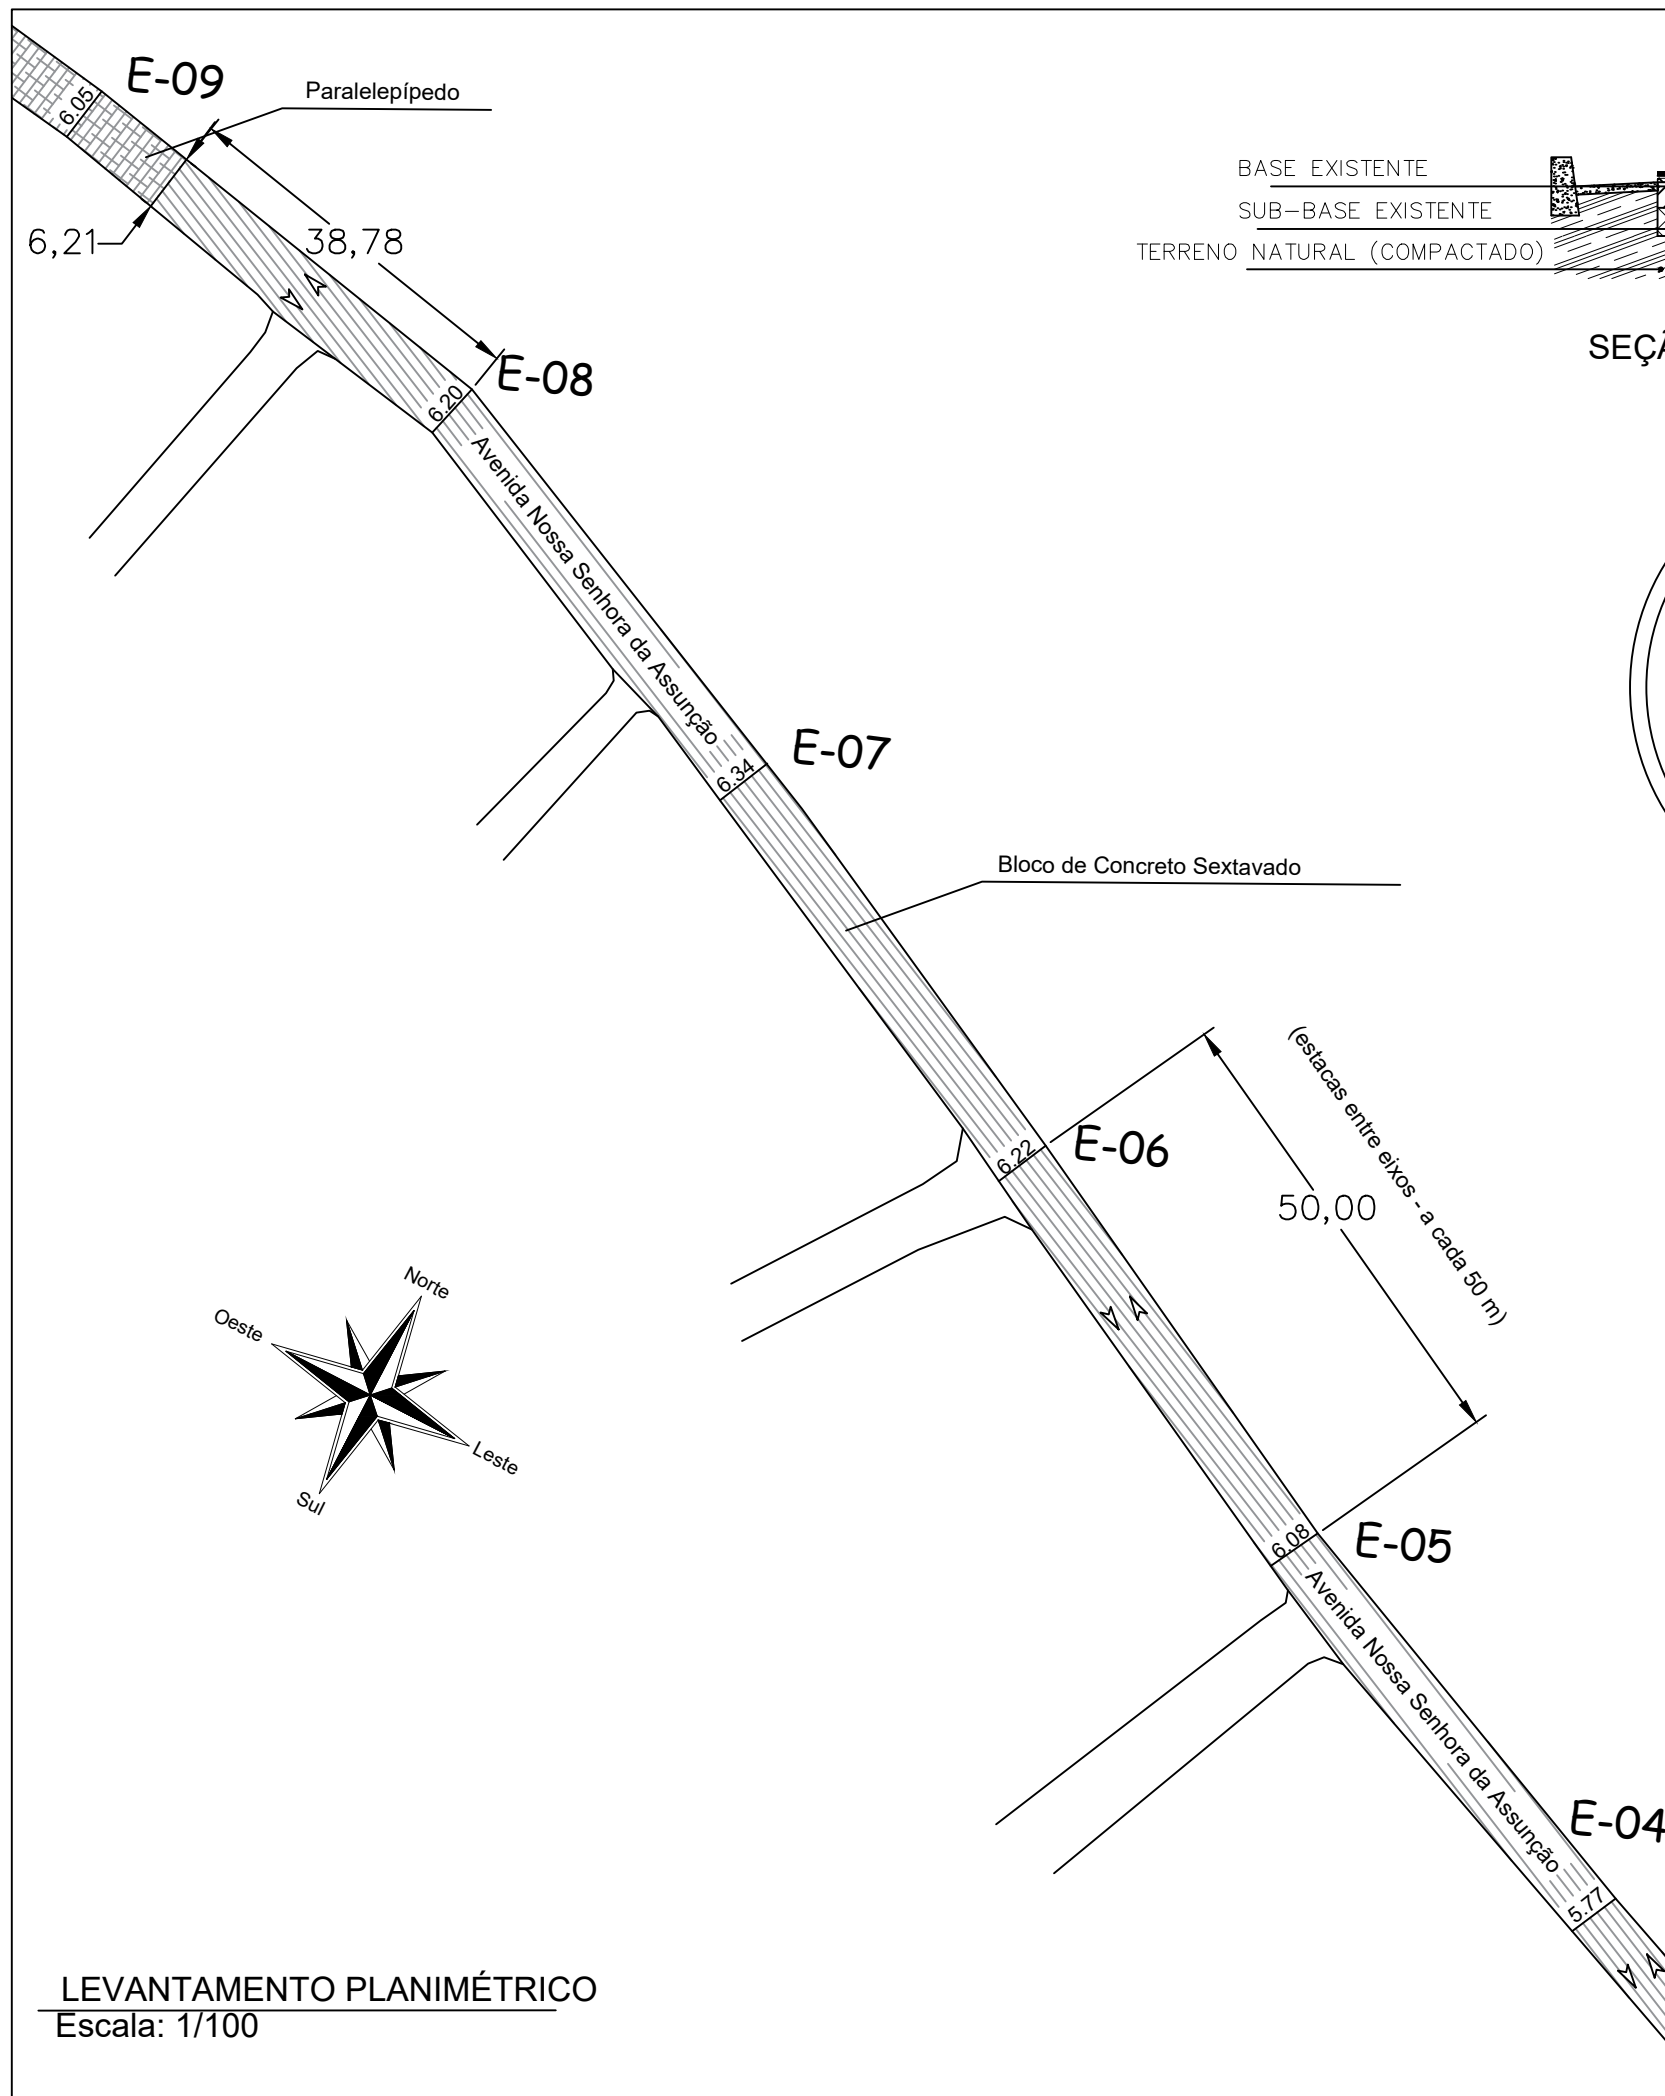 E-09
Paralelepípedo
6.05
6,21
38,78
BASE EXISTENTE
SUB-BASE EXISTENTE
TERRENO NATURAL (COMPACTADO)
E-08
6.20
Avenida Nossa Senhora da Assunção
E-07
6.34
Bloco de Concreto Sextavado
(estacas entre eixos - a cada 50 m)
E-06
6.22
50,00
Norte
Oeste
Leste
Sul
E-05
6.08
Avenida Nossa Senhora da Assunção
E-04
5.77
LEVANTAMENTO PLANIMÉTRICO
Escala: 1/100